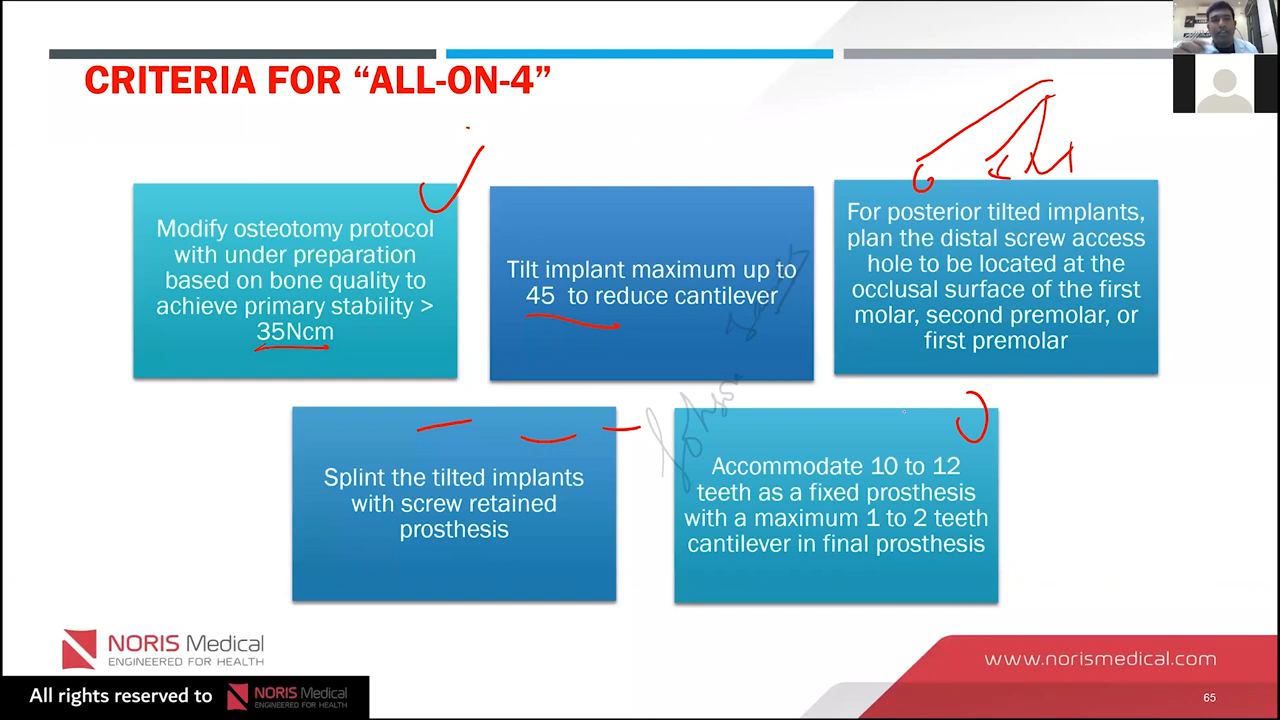 CRITERIA FOR “ALL-ON-4”
Modify osteotomy protocol
with under preparation
based on bone quality to
achieve primary stability >
35Ncm
Tilt implant maximum up to
45 to reduce cantilever
For posterior tilted implants,
plan the distal screw access
hole to be located at the
occlusal surface of the first
molar, second premolar, or
first premolar
Splint the tilted implants
with screw retained
prosthesis
Accommodate 10 to 12
teeth as a fixed prosthesis
with a maximum 1 to 2 teeth
cantilever in final prosthesis
NORIS Medical
ENGINEERED FOR HEALTH
www.norismedical.com
All rights reserved to
NORIS Medical
ENGINEERED FOR HEALTH
65